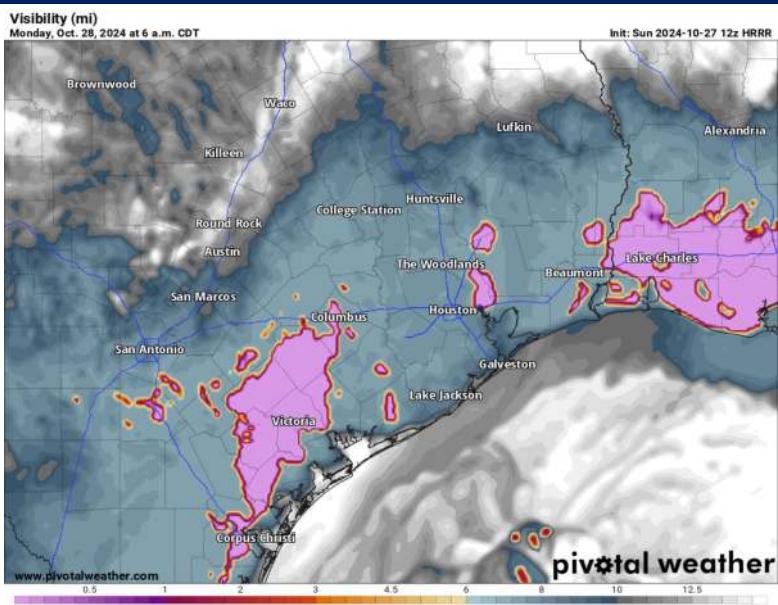 Visibility (mi)
Monday, Oct. 28, 2024 at 6 a.m. CDT
Init: Sun 2024-10-27 12z HRRR
Brownwood
Waco
Lufkin
Alexandria
Killeen
Huntsville
College Station
Round Rock
Austin
The Woodlands
Lake Charles
Beaumont
San Marcos
Houston
Columbus
San Antonio
Galveston
Lake Jackson
Victoria
Corpus Christi
pivotal weather
www.pivotalweather.com
0.5 1 2 3 4.5 6 8 10 12.5